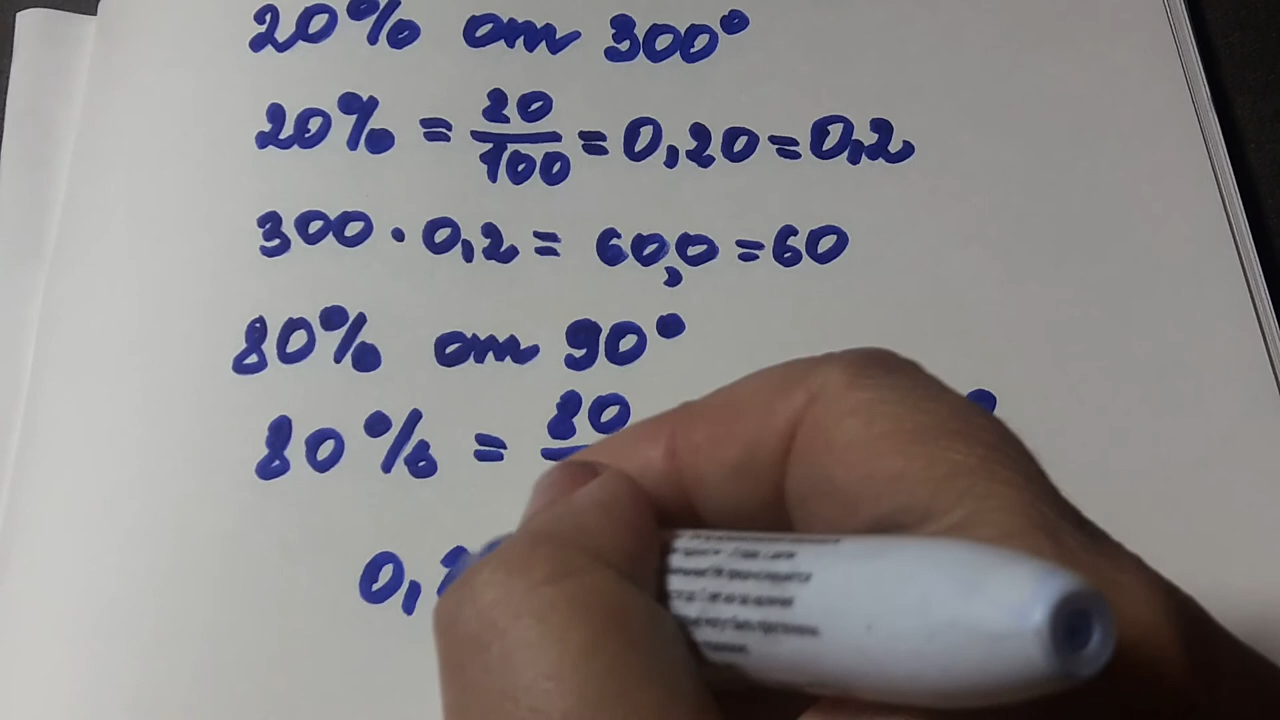 20% от 300°
20% = 20/100 = 0,20 = 0,2
300 · 0,2 = 60,0 = 60
80% от 90°
80% = 80
0,